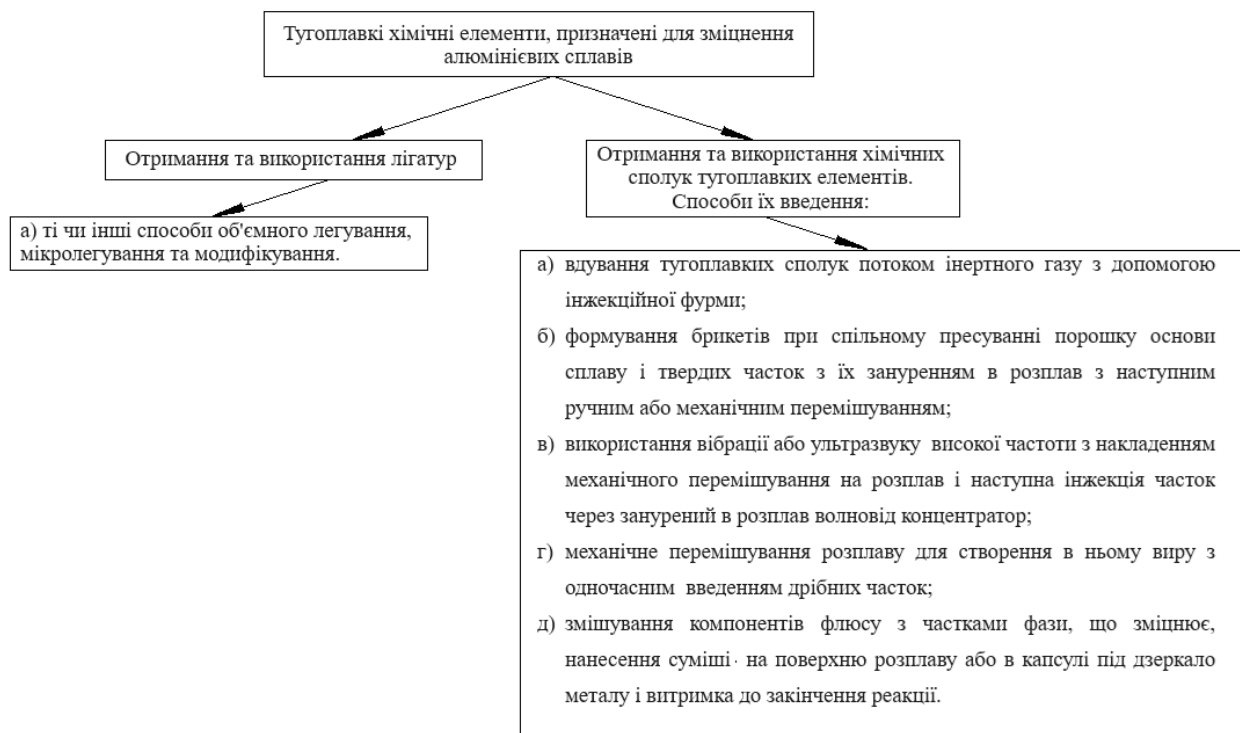 Тугоплавкі хімічні елементи, призначені для зміцнення
алюмінієвих сплавів
Отримання та використання лігатур
Отримання та використання хімічних
сполук тугоплавких елементів.
Способи їх введення:
а) ті чи інші способи об'ємного легування,
мікролегування та модифікування.
а) вдування тугоплавких сполук потоком інертного газу з допомогою
інжекційної фурми;
б) формування брикетів при спільному пресуванні порошку основи
сплаву і твердих часток з їх зануренням в розплав з наступним
ручним або механічним перемішуванням;
в) використання вібрації або ультразвуку високої частоти з накладенням
механічного перемішування на розплав і наступна інжекція часток
через занурений в розплав волновід концентратор;
г) механічне перемішування розплаву для створення в ньому виру з
одночасним введенням дрібних часток;
д) змішування компонентів флюсу з частками фази, що зміцнює,
нанесення суміші· на поверхню розплаву або в капсулі під дзеркало
металу і витримка до закінчення реакції.